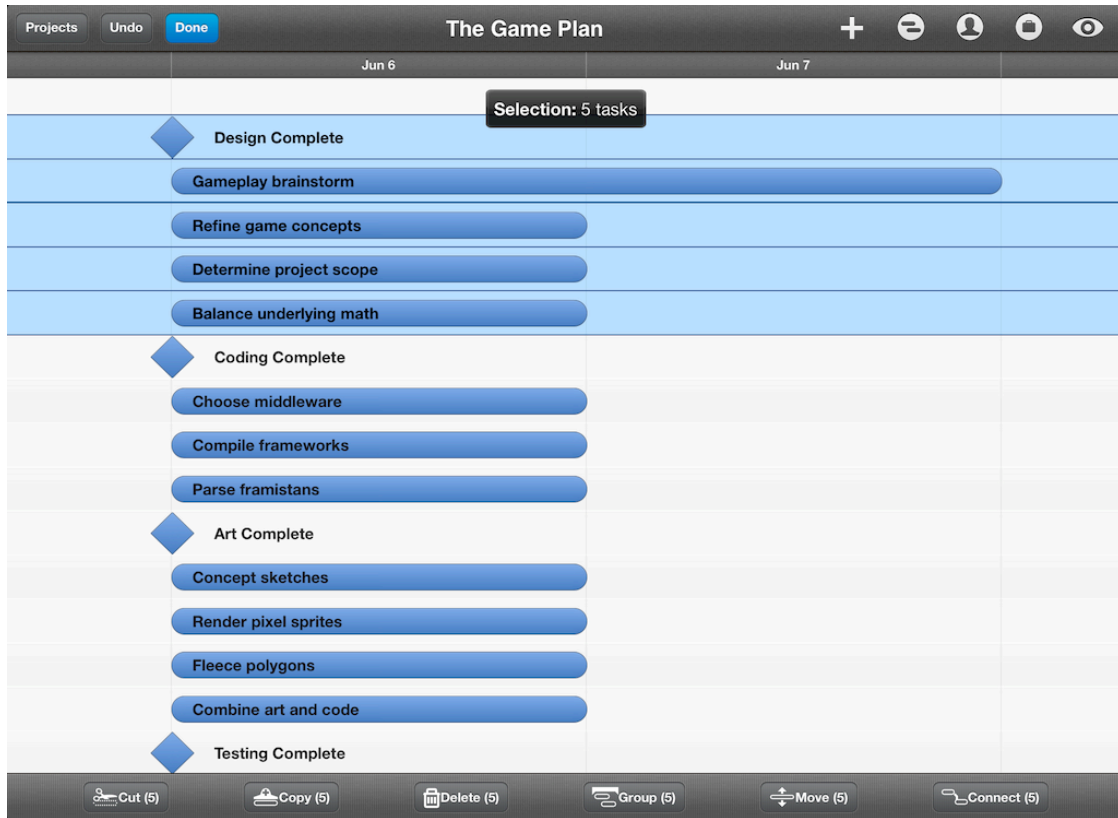 Projects Undo Done The Game Plan
Jun 6 Jun 7
Selection: 5 tasks
Design Complete
Gameplay brainstorm
Refine game concepts
Determine project scope
Balance underlying math
Coding Complete
Choose middleware
Compile frameworks
Parse framistans
Art Complete
Concept sketches
Render pixel sprites
Fleece polygons
Combine art and code
Testing Complete
Cut (5) Copy (5) Delete (5) Group (5) Move (5) Connect (5)